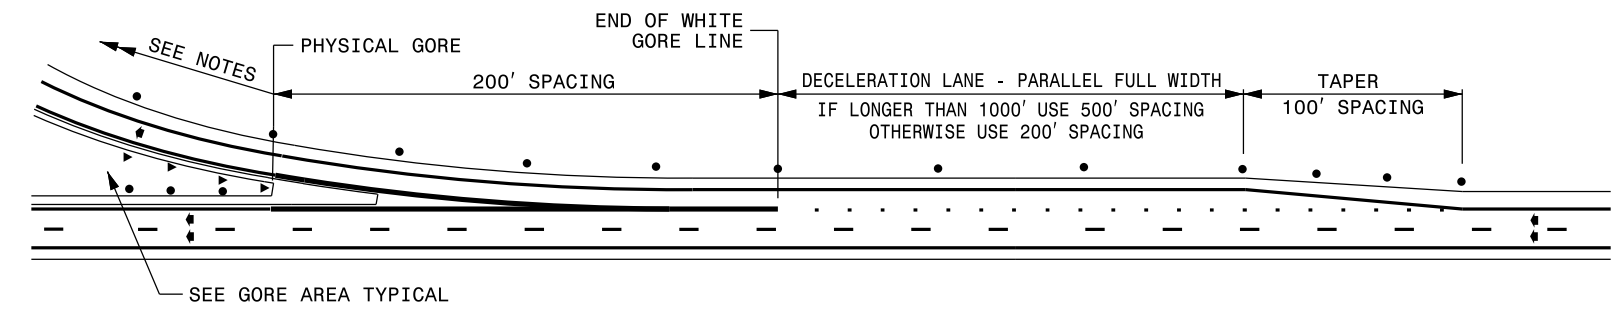 END OF WHITE
GORE LINE
SEE NOTES
PHYSICAL GORE
200' SPACING
DECELERATION LANE - PARALLEL FULL WIDTH
IF LONGER THAN 1000' USE 500' SPACING
OTHERWISE USE 200' SPACING
TAPER
100' SPACING
SEE GORE AREA TYPICAL